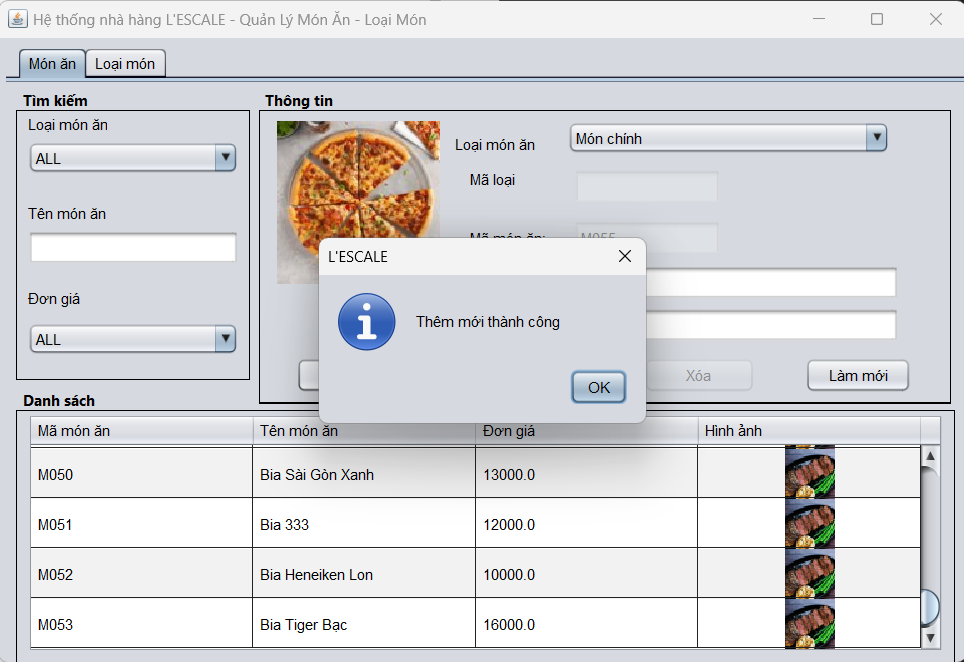 Hệ thống nhà hàng L'ESCALE - Quản Lý Món Ăn - Loại Món
Món ăn
Loại món
Tìm kiếm
Loại món ăn
ALL
Tên món ăn
Đơn giá
ALL
Thông tin
Loại món ăn
Món chính
Mã loại
Mã món ăn:
M055
L'ESCALE
Thêm mới thành công
OK
Xóa
Làm mới
Danh sách
Mã món ăn Tên món ăn Đơn giá Hình ảnh
M050 Bia Sài Gòn Xanh 13000.0
M051 Bia 333 12000.0
M052 Bia Heneiken Lon 10000.0
M053 Bia Tiger Bạc 16000.0